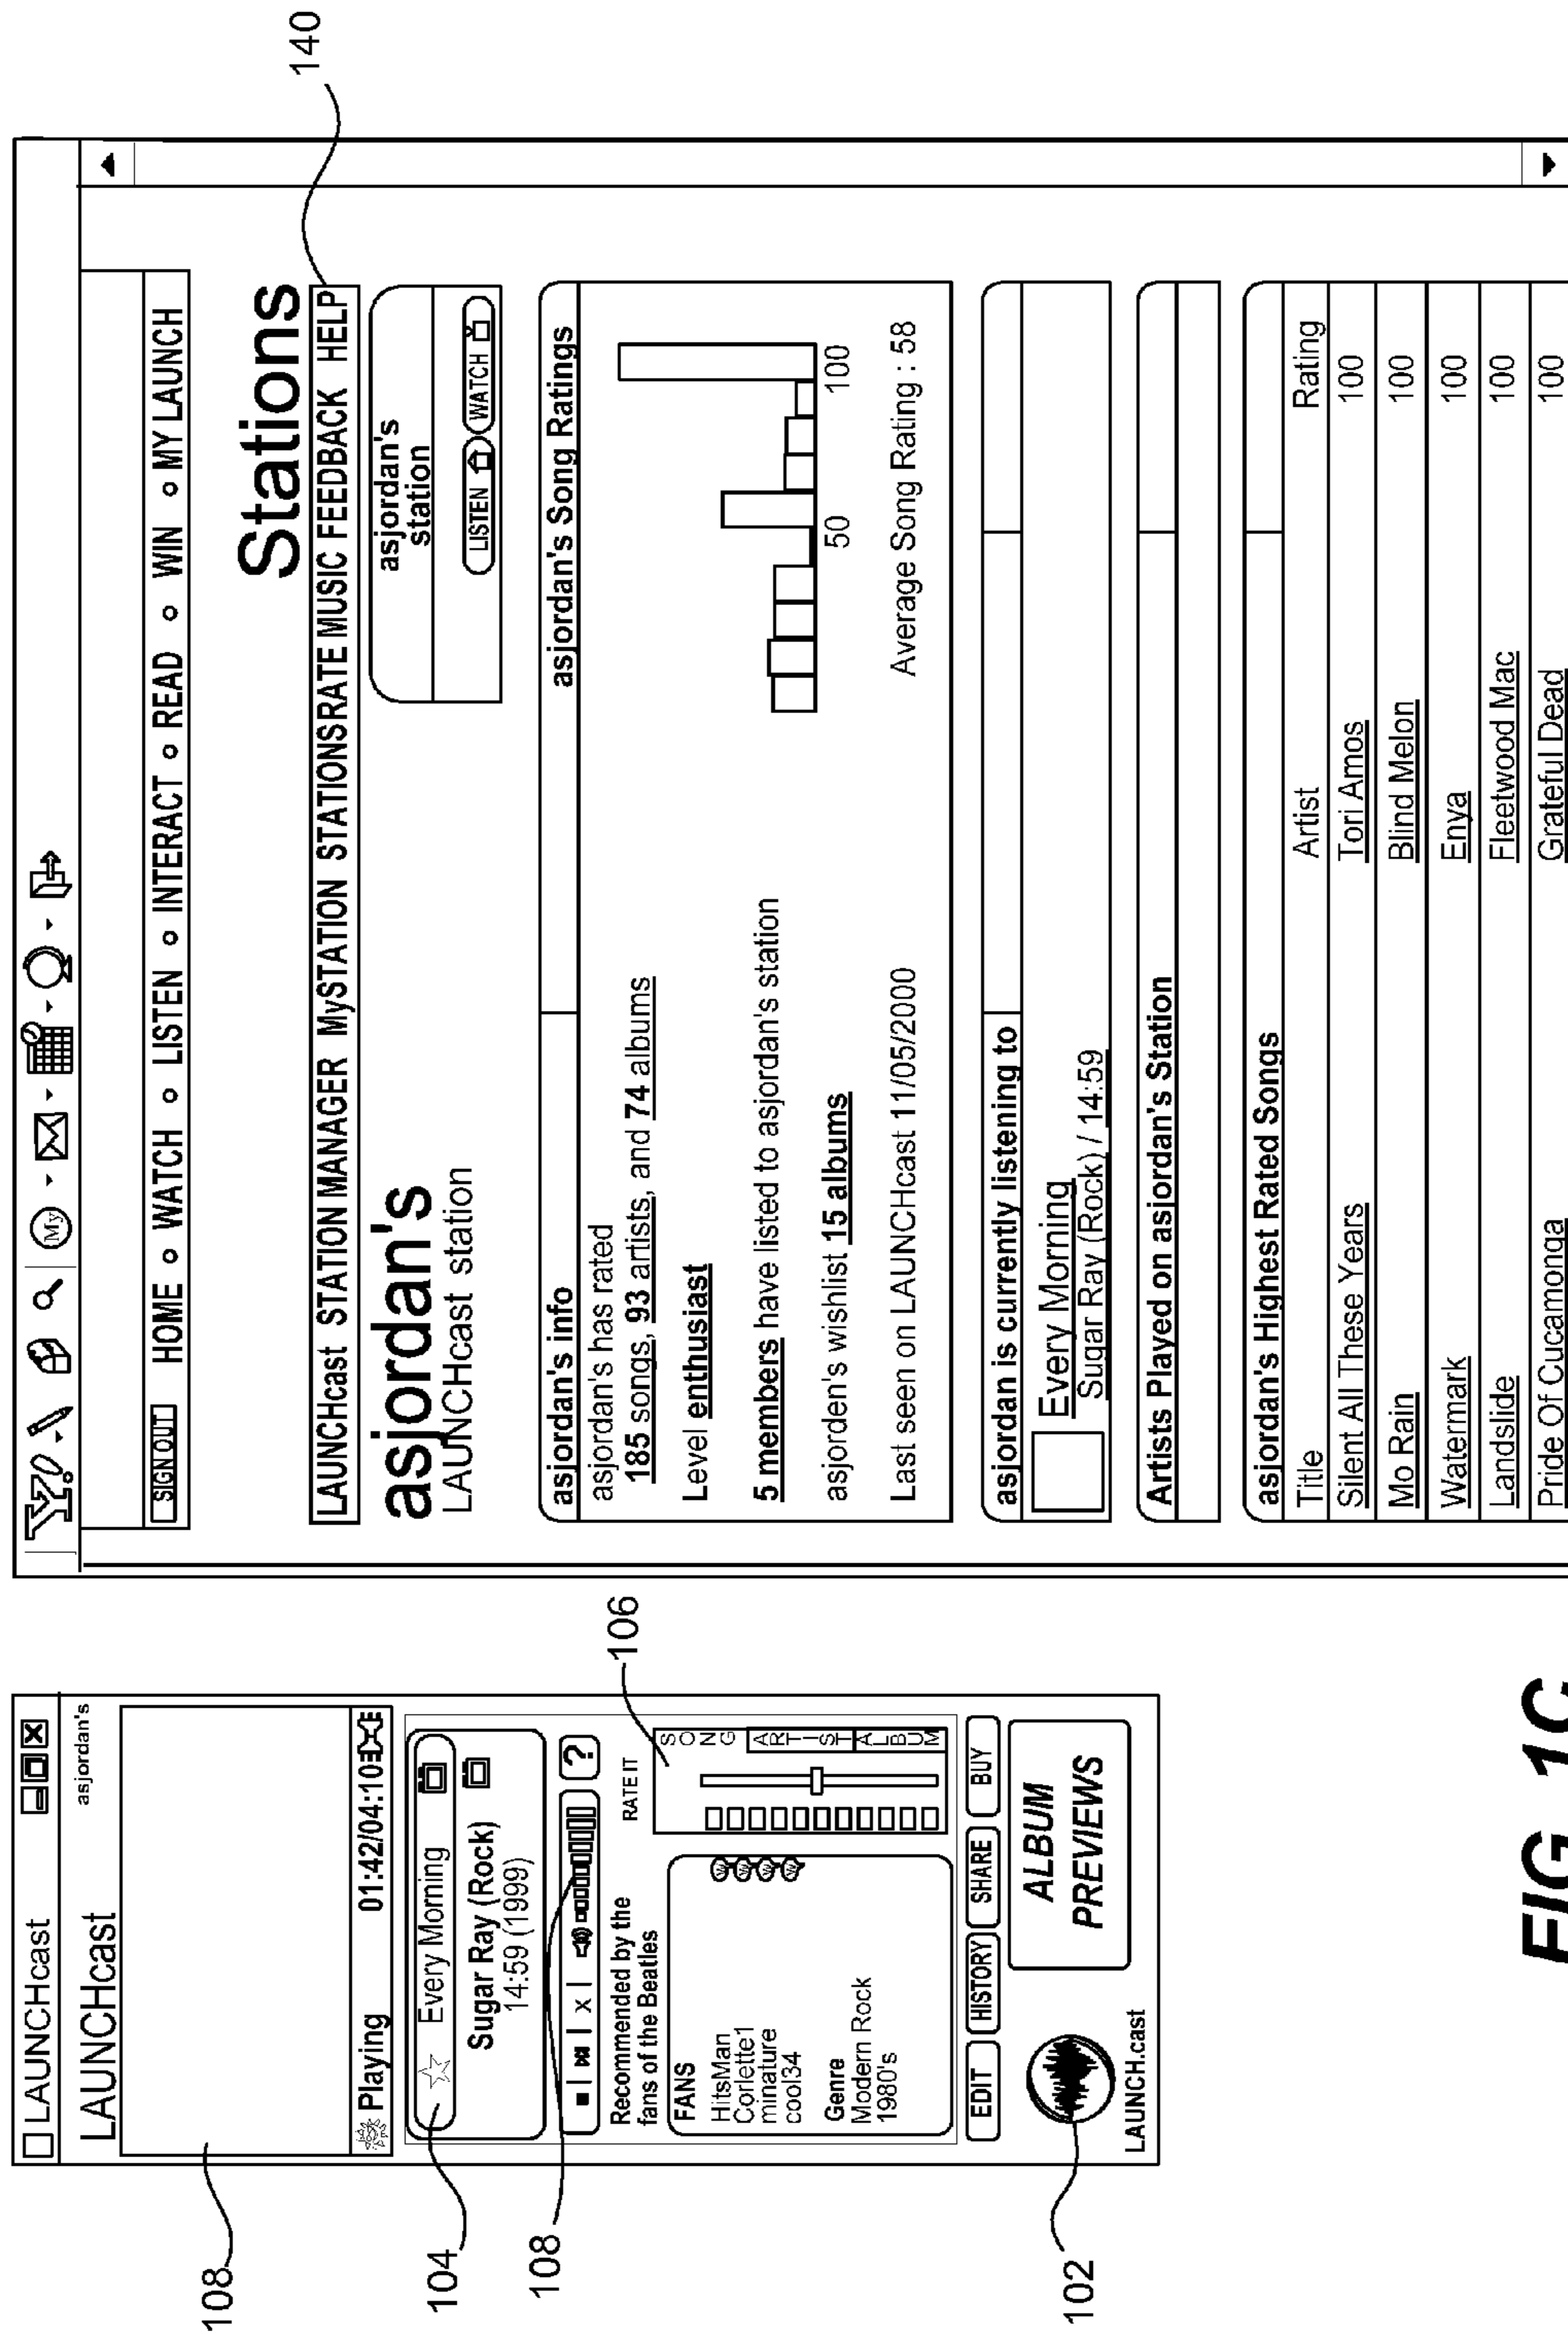 LAUNCHcast
LAUNCHcast
asjordan's
Playing 01:42/04:10
Every Morning
Sugar Ray (Rock)
14:59 (1999)
x
?
Recommended by the
fans of the Beatles
RATE IT
FANS
HitsMan
Corlette1
minature
cool34
Genre
Modern Rock
1980's
SONG
ARTIST
ALBUM
EDIT HISTORY SHARE BUY
LAUNCH.cast
ALBUM
PREVIEWS
108
104
108
102
106
Y! My
SIGN OUT HOME WATCH LISTEN INTERACT READ WIN MY LAUNCH
Stations
LAUNCHcast STATION MANAGER MySTATION STATIONSRATE MUSIC FEEDBACK HELP
140
asjordan's
LAUNCHcast station
asjordan's
station
LISTEN WATCH
asjordan's info
asjordan's has rated
185 songs, 93 artists, and 74 albums
Level enthusiast
5 members have listed to asjordan's station
asjorden's wishlist 15 albums
Last seen on LAUNCHcast 11/05/2000
asjordan's Song Ratings
50 100
Average Song Rating : 58
asjordan is currently listening to
Every Morning
Sugar Ray (Rock) / 14:59
Artists Played on asjordan's Station
asjordan's Highest Rated Songs
Title Artist Rating
Silent All These Years Tori Amos 100
Mo Rain Blind Melon 100
Watermark Enya 100
Landslide Fleetwood Mac 100
Pride Of Cucamonga Grateful Dead 100
FIG. 1C